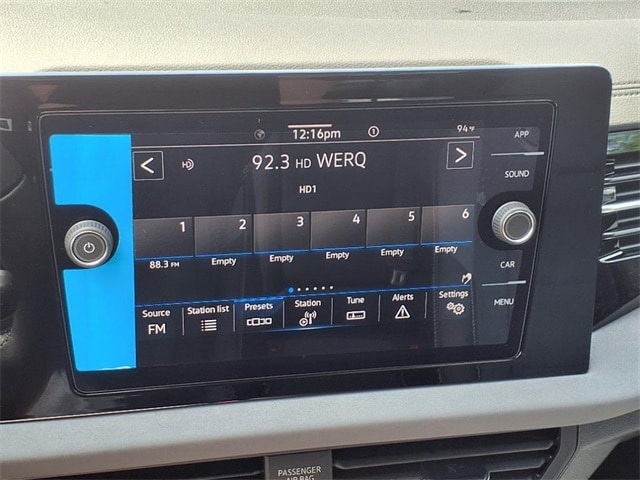 12:16pm 1 94°F
APP
92.3 HD WERQ
SOUND
HD1
1 2 3 4 5 6
88.3 FM Empty Empty Empty Empty Empty
CAR
MENU
Source Station list Presets Station Tune Alerts Settings
FM
PASSENGER
AIR BAG